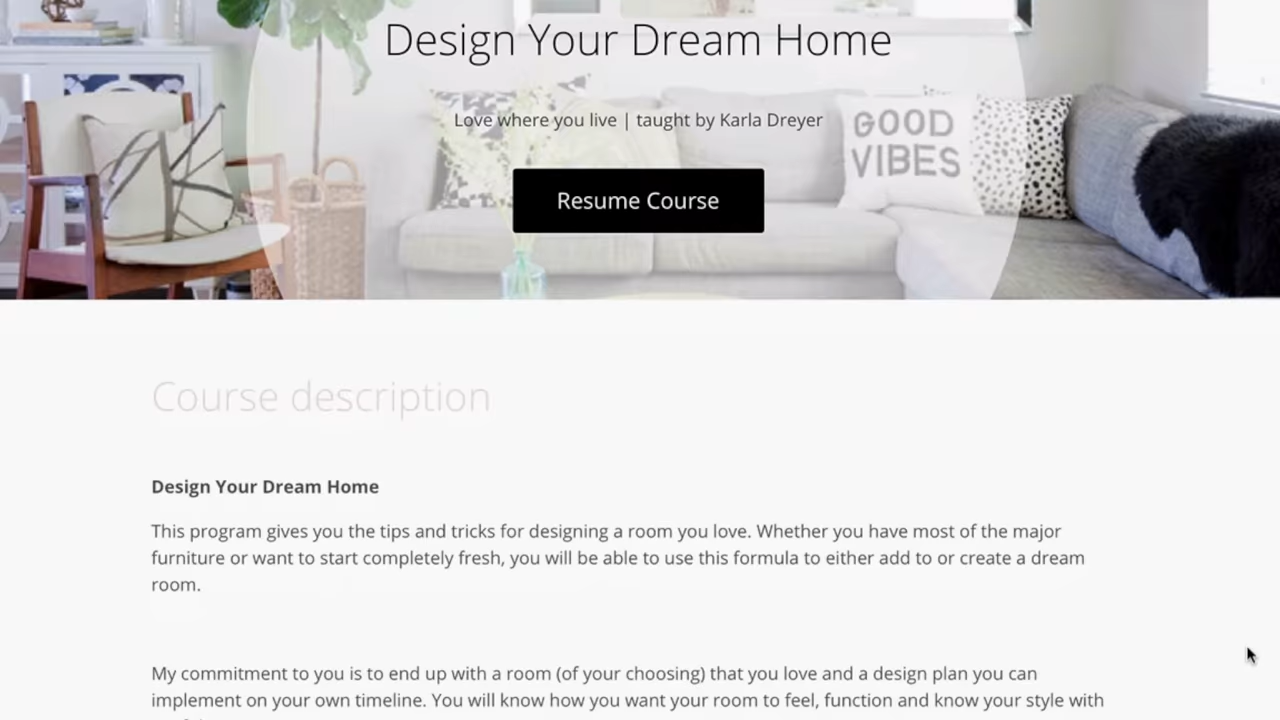 Design Your Dream Home
Love where you live | taught by Karla Dreyer
GOOD
VIBES
Resume Course
Course description
Design Your Dream Home
This program gives you the tips and tricks for designing a room you love. Whether you have most of the major
furniture or want to start completely fresh, you will be able to use this formula to either add to or create a dream
room.
My commitment to you is to end up with a room (of your choosing) that you love and a design plan you can
implement on your own timeline. You will know how you want your room to feel, function and know your style with